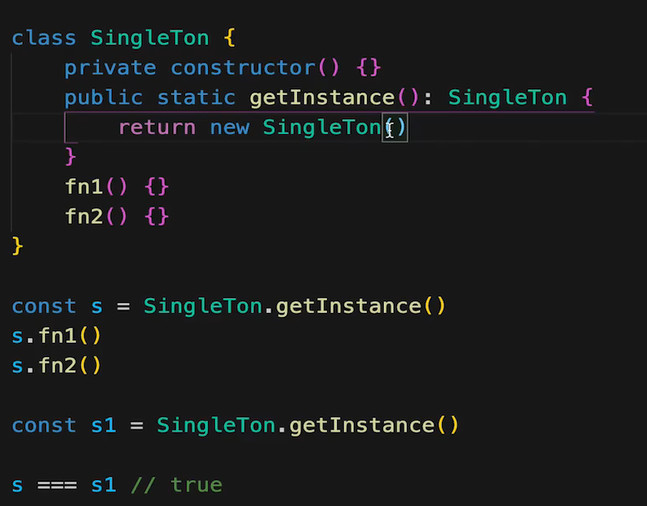 class SingleTon {
    private constructor() {}
    public static getInstance(): SingleTon {
        return new SingleTon()
    }
    fn1() {}
    fn2() {}
}
const s = SingleTon.getInstance()
s.fn1()
s.fn2()
const s1 = SingleTon.getInstance()
s === s1 // true